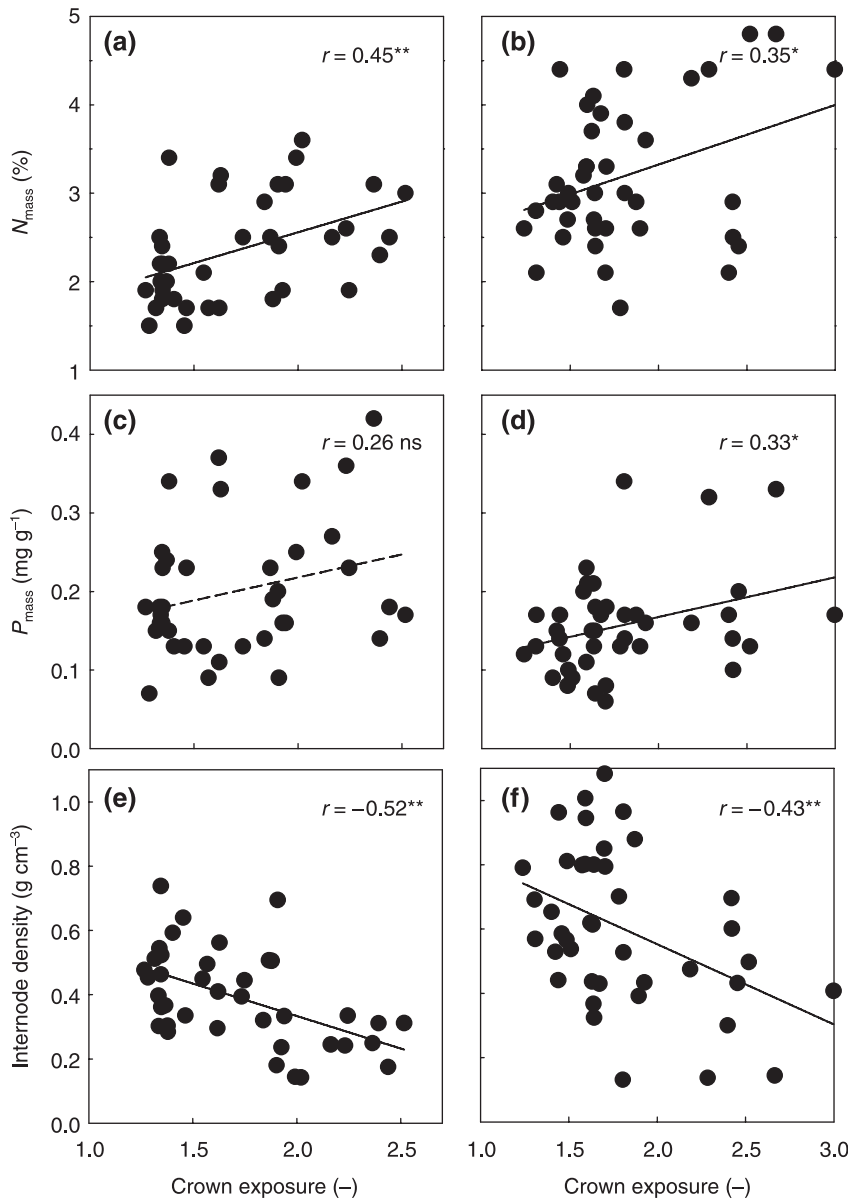 (a)
r = 0.45**
(b)
r = 0.35*
5
4
3
2
1
N mass (%)
(c)
r = 0.26 ns
(d)
r = 0.33*
0.4
0.3
0.2
0.1
0.0
P mass (mg g⁻¹)
(e)
r = −0.52**
(f)
r = −0.43**
1.0
0.8
0.6
0.4
0.2
0.0
Internode density (g cm⁻³)
1.0 1.5 2.0 2.5
1.0 1.5 2.0 2.5 3.0
Crown exposure (–)
Crown exposure (–)